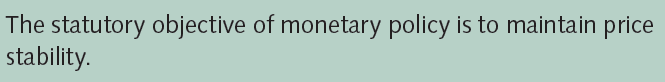 The statutory objective of monetary policy is to maintain price
stability.